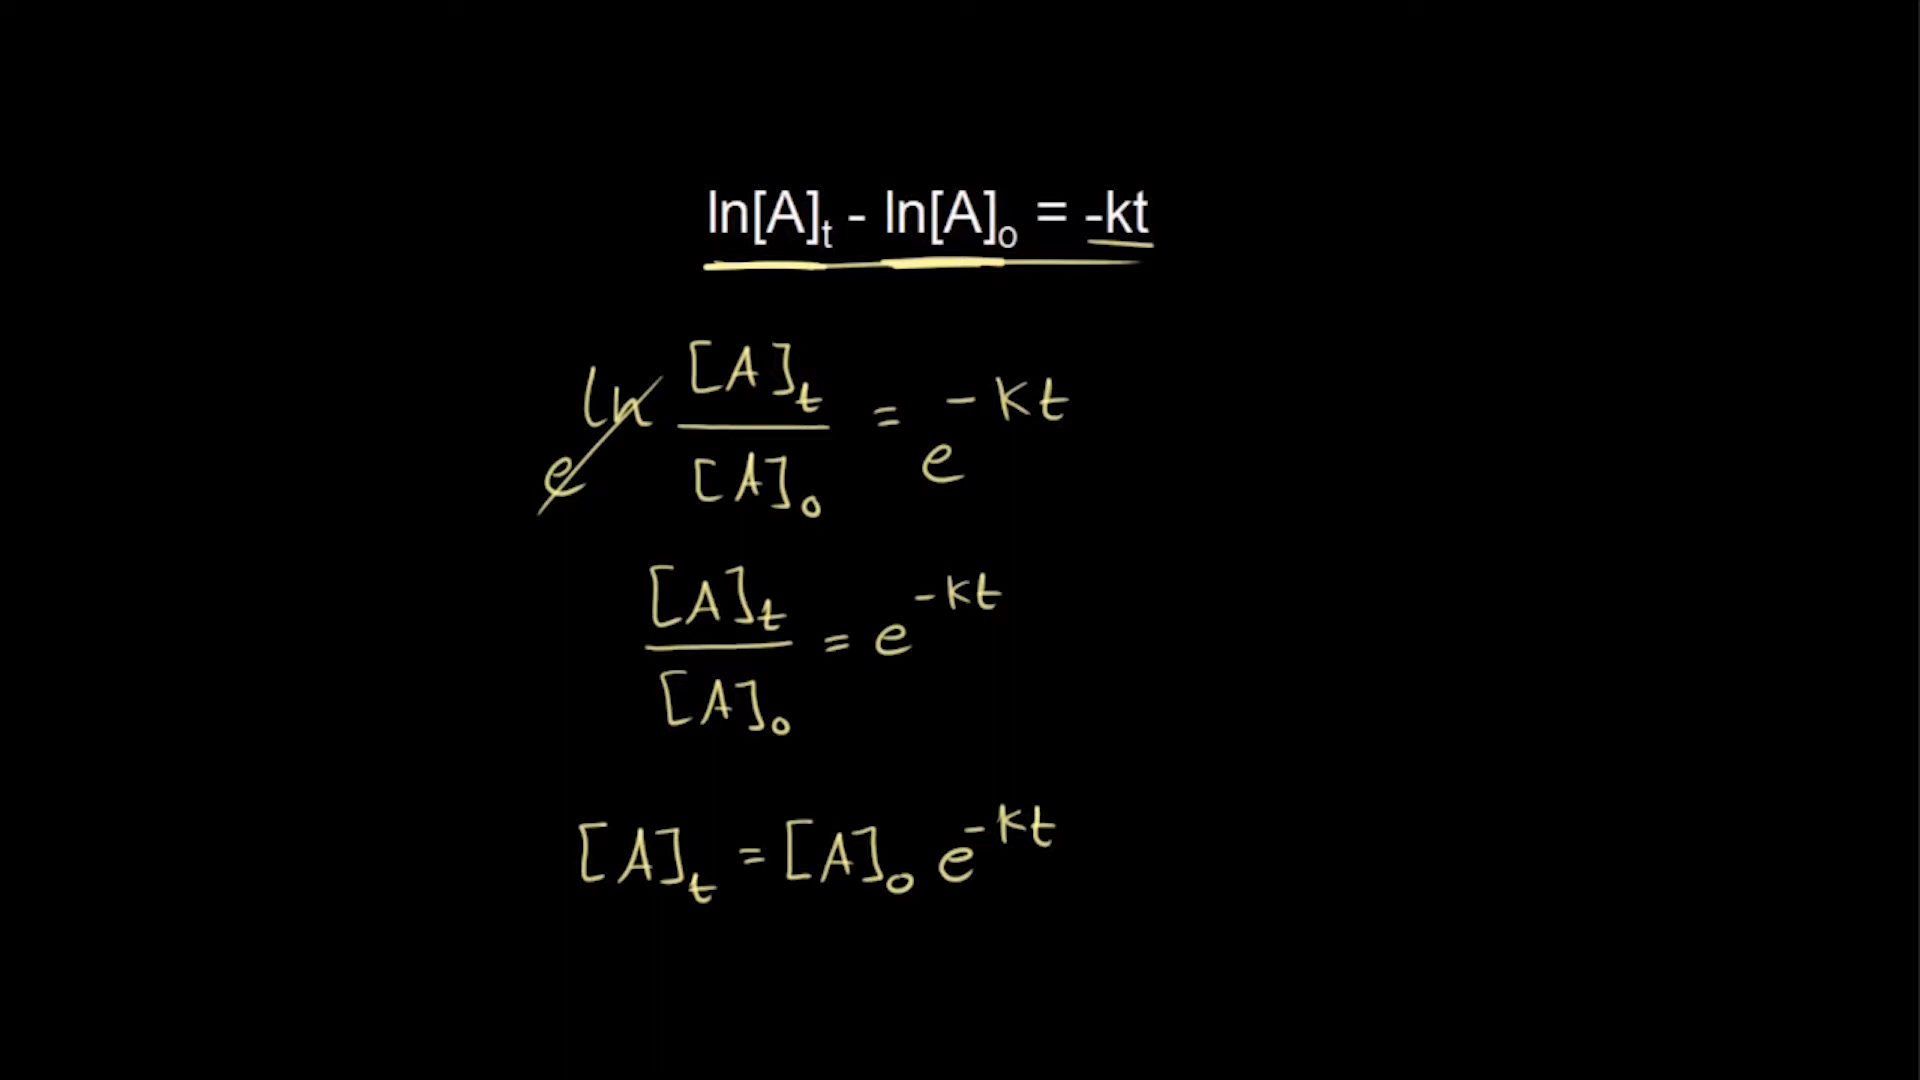 ln[A]t - ln[A]o = -kt
e^ln [A]t / [A]o = e^-kt
[A]t / [A]o = e^-kt
[A]t = [A]o e^-kt